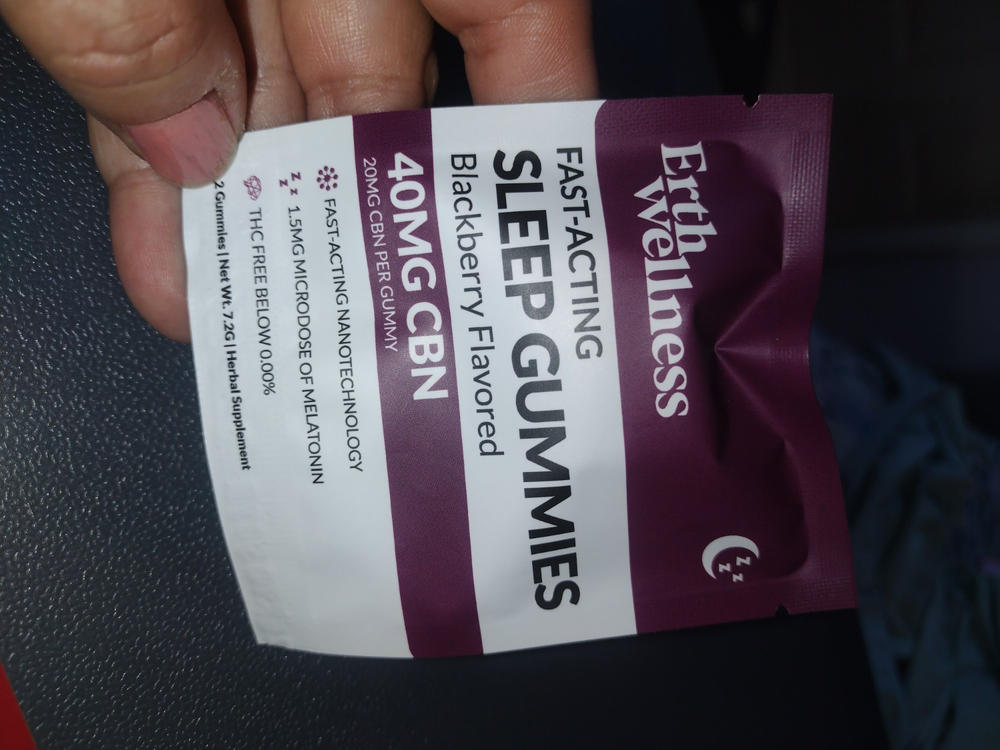 Erth
Wellness
FAST-ACTING
SLEEP GUMMIES
Blackberry Flavored
40MG CBN
20MG CBN PER GUMMY
FAST-ACTING NANOTECHNOLOGY
1.5MG MICRODOSE OF MELATONIN
THC FREE BELOW 0.00%
2 Gummies | Net Wt. 7.2G | Herbal Supplement